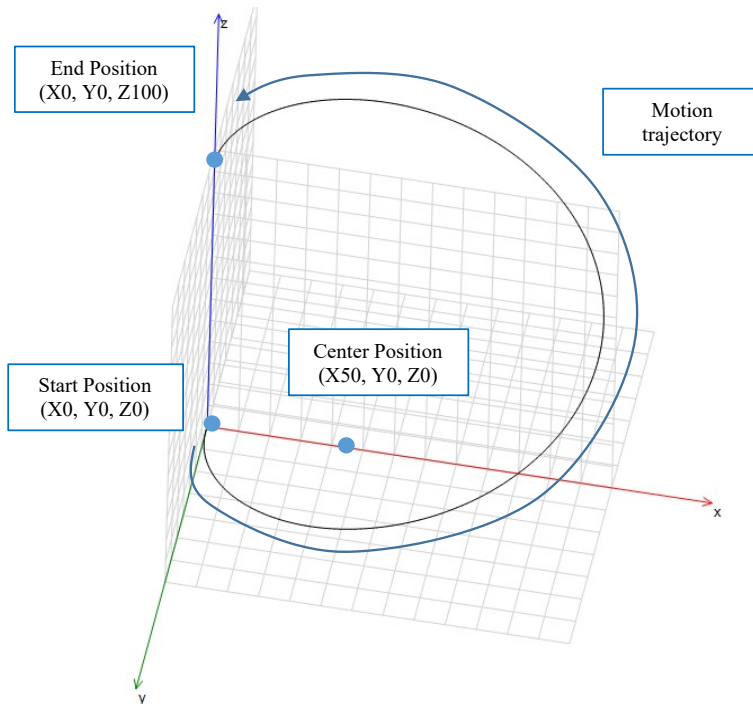 z
End Position
(X0, Y0, Z100)
Motion
trajectory
Center Position
(X50, Y0, Z0)
Start Position
(X0, Y0, Z0)
x
y